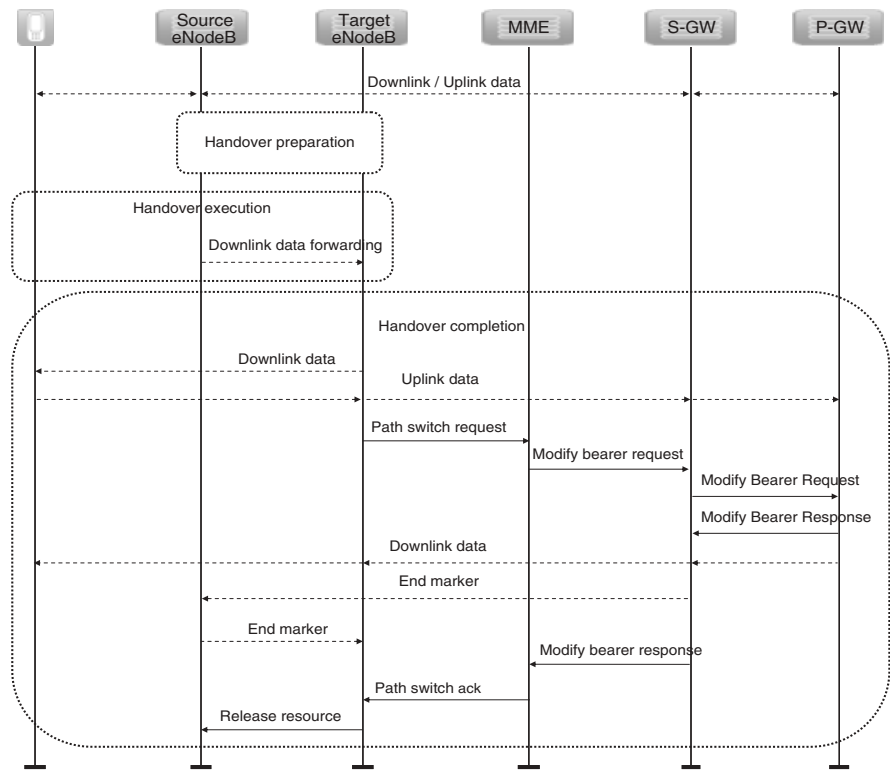 Source
eNodeB
Target
eNodeB
MME
S-GW
P-GW
Downlink / Uplink data
Handover preparation
Handover execution
Downlink data forwarding
Handover completion
Downlink data
Uplink data
Path switch request
Modify bearer request
Modify Bearer Request
Modify Bearer Response
Downlink data
End marker
End marker
Modify bearer response
Path switch ack
Release resource